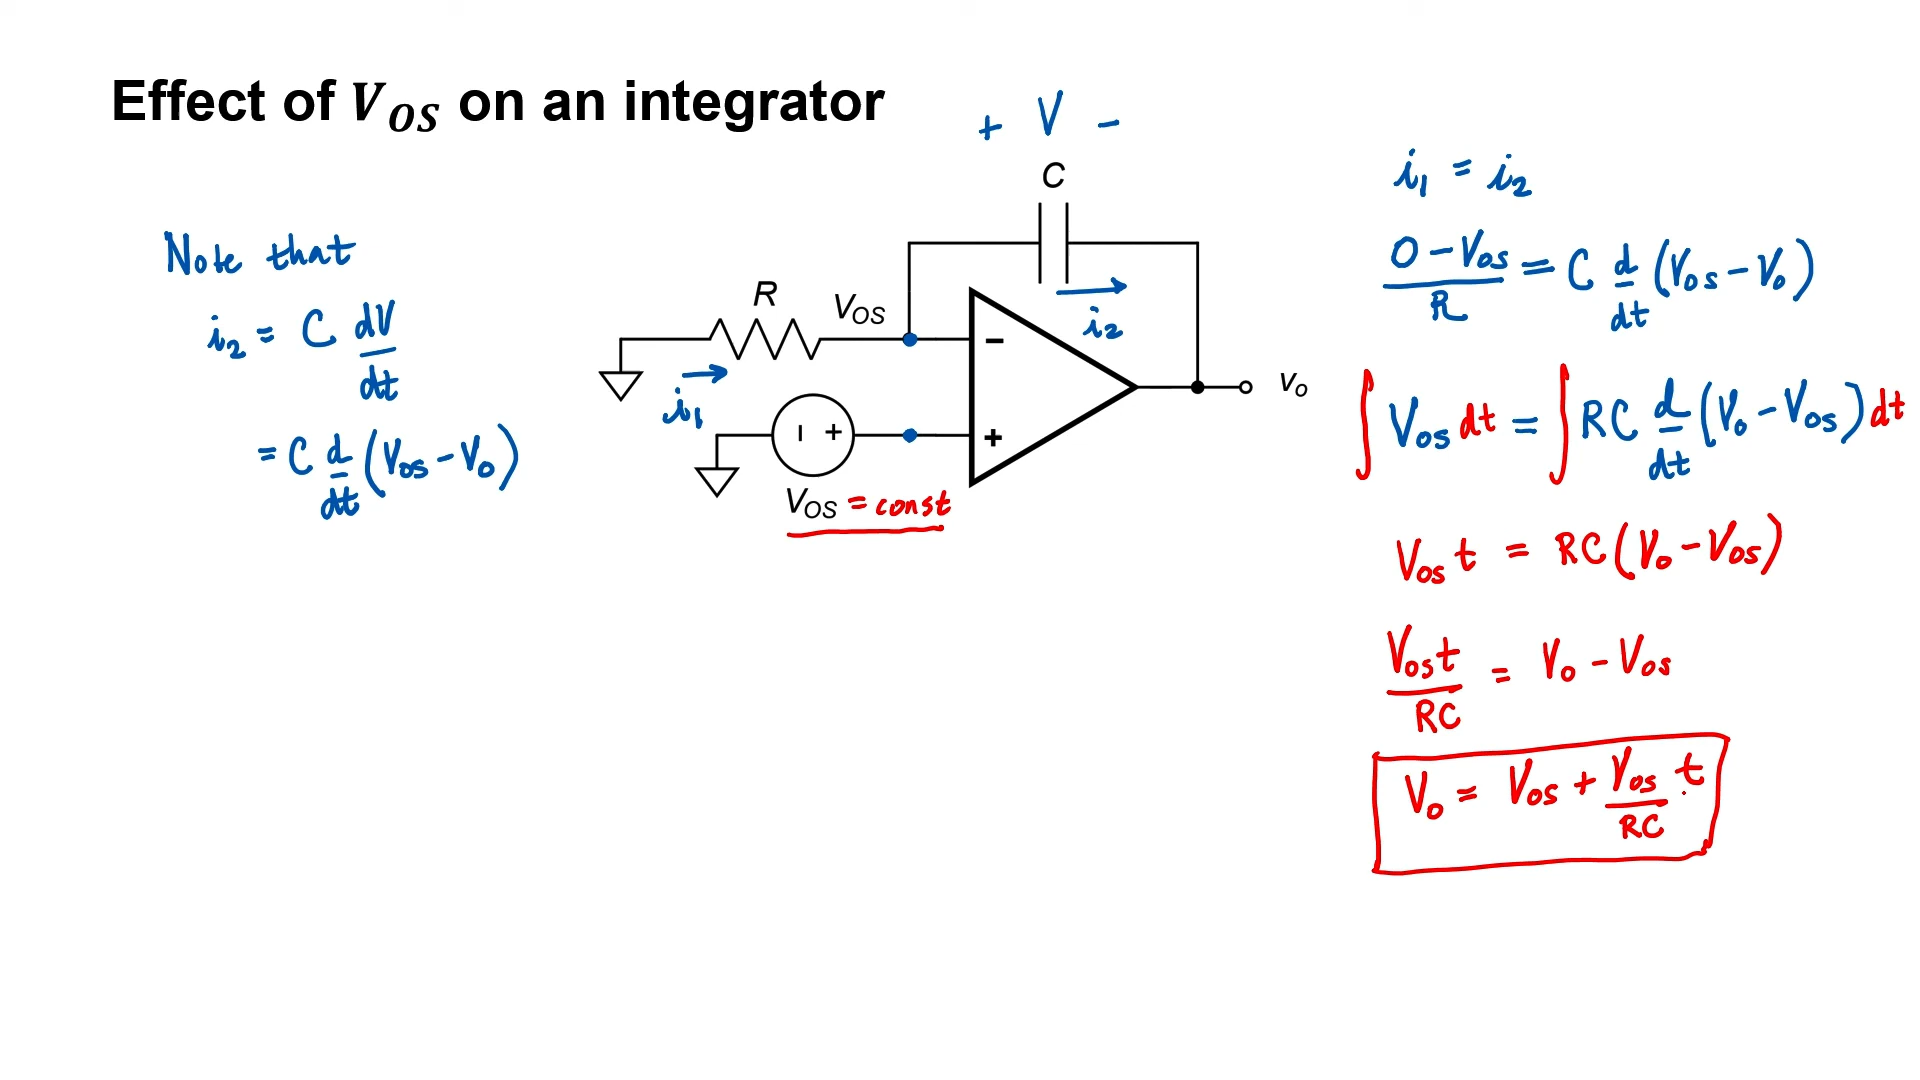 Effect of V_OS on an integrator
+ V -
C
Note that
i₂ = C dV/dt
= C d/dt (V_os - V_o)
R
V_OS
i₁
i₂
−
+
v_o
− +
V_OS = const
i₁ = i₂
(0 - V_os)/R = C d/dt (V_os - V_o)
∫ V_os dt = ∫ RC d/dt (V_o - V_os) dt
V_os t = RC (V_o - V_os)
V_os t/RC = V_o - V_os
V_o = V_os + V_os/RC t